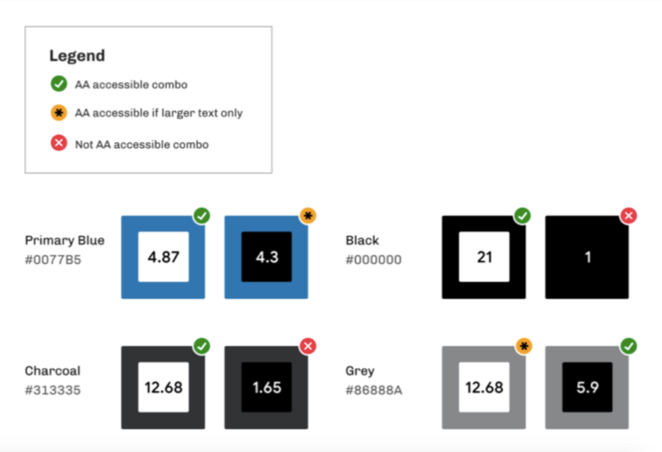 Legend
AA accessible combo
AA accessible if larger text only
Not AA accessible combo
Primary Blue
#0077B5
4.87
4.3
Black
#000000
21
1
Charcoal
#313335
12.68
1.65
Grey
#86888A
12.68
5.9